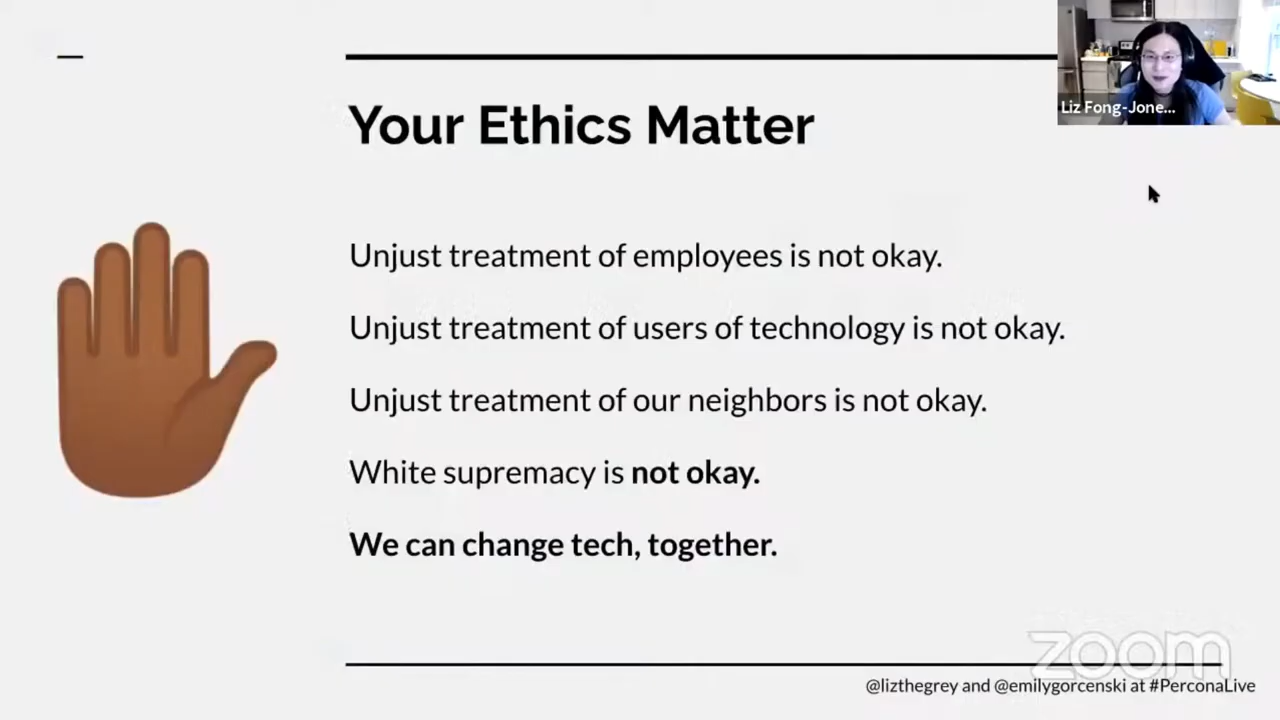 Liz Fong-Jone...
Your Ethics Matter
Unjust treatment of employees is not okay.
Unjust treatment of users of technology is not okay.
Unjust treatment of our neighbors is not okay.
White supremacy is not okay.
We can change tech, together.
zoom
@lizthegrey and @emilygorcenski at #PerconaLive